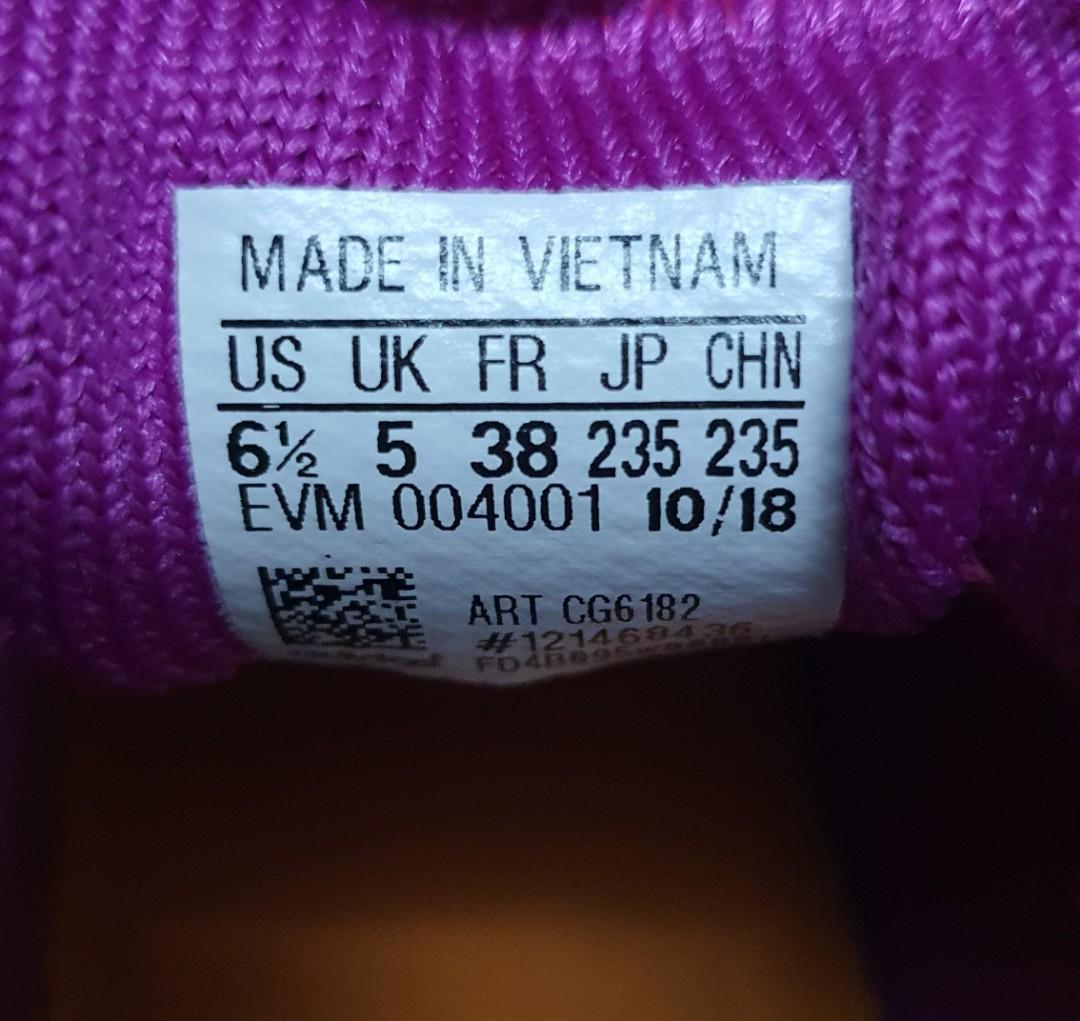 MADE IN VIETNAM
US UK FR JP CHN
6½ 5 38 235 235
EVM 004001 10/18
ART CG6182
#121468436